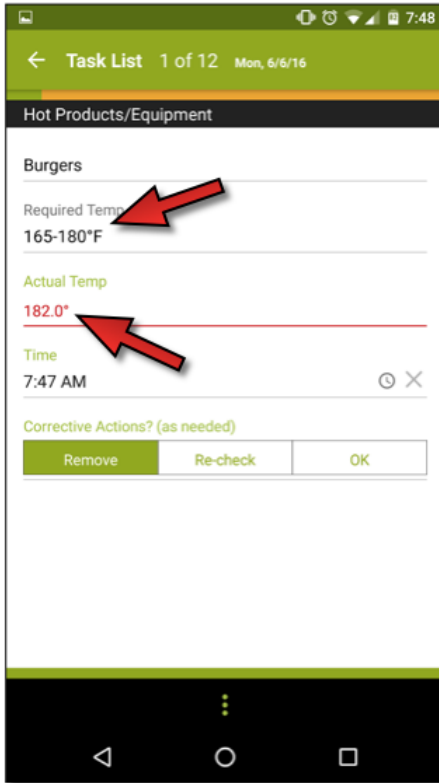 7:48
Task List 1 of 12 Mon, 6/6/16
Hot Products/Equipment
Burgers
Required Temp
165-180°F
Actual Temp
182.0°
Time
7:47 AM
Corrective Actions? (as needed)
Remove Re-check OK